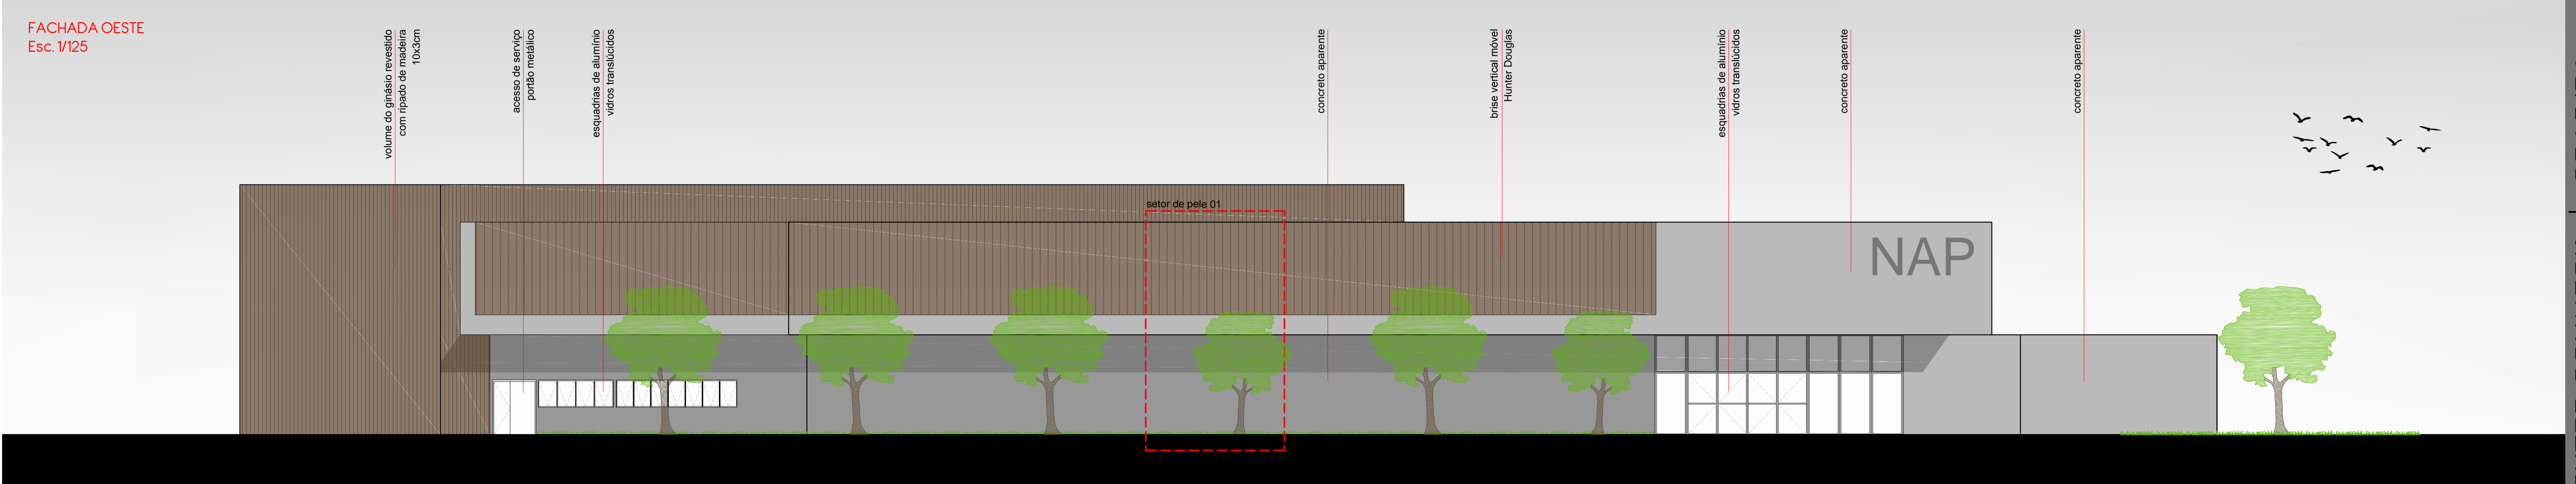 FACHADA OESTE
Esc. 1/125
volume do ginásio revestido
com ripado de madeira
10x3cm
acesso de serviço
portão metálico
esquadrias de alumínio
vidros translúcidos
concreto aparente
brise vertical móvel
Hunter Douglas
esquadrias de alumínio
vidros translúcidos
concreto aparente
concreto aparente
setor de pele 01
NAP